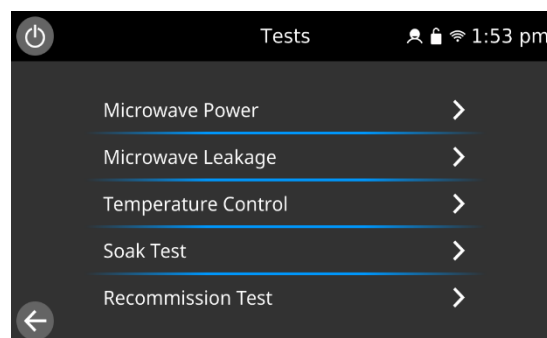 Tests 1:53 pm
Microwave Power
Microwave Leakage
Temperature Control
Soak Test
Recommission Test